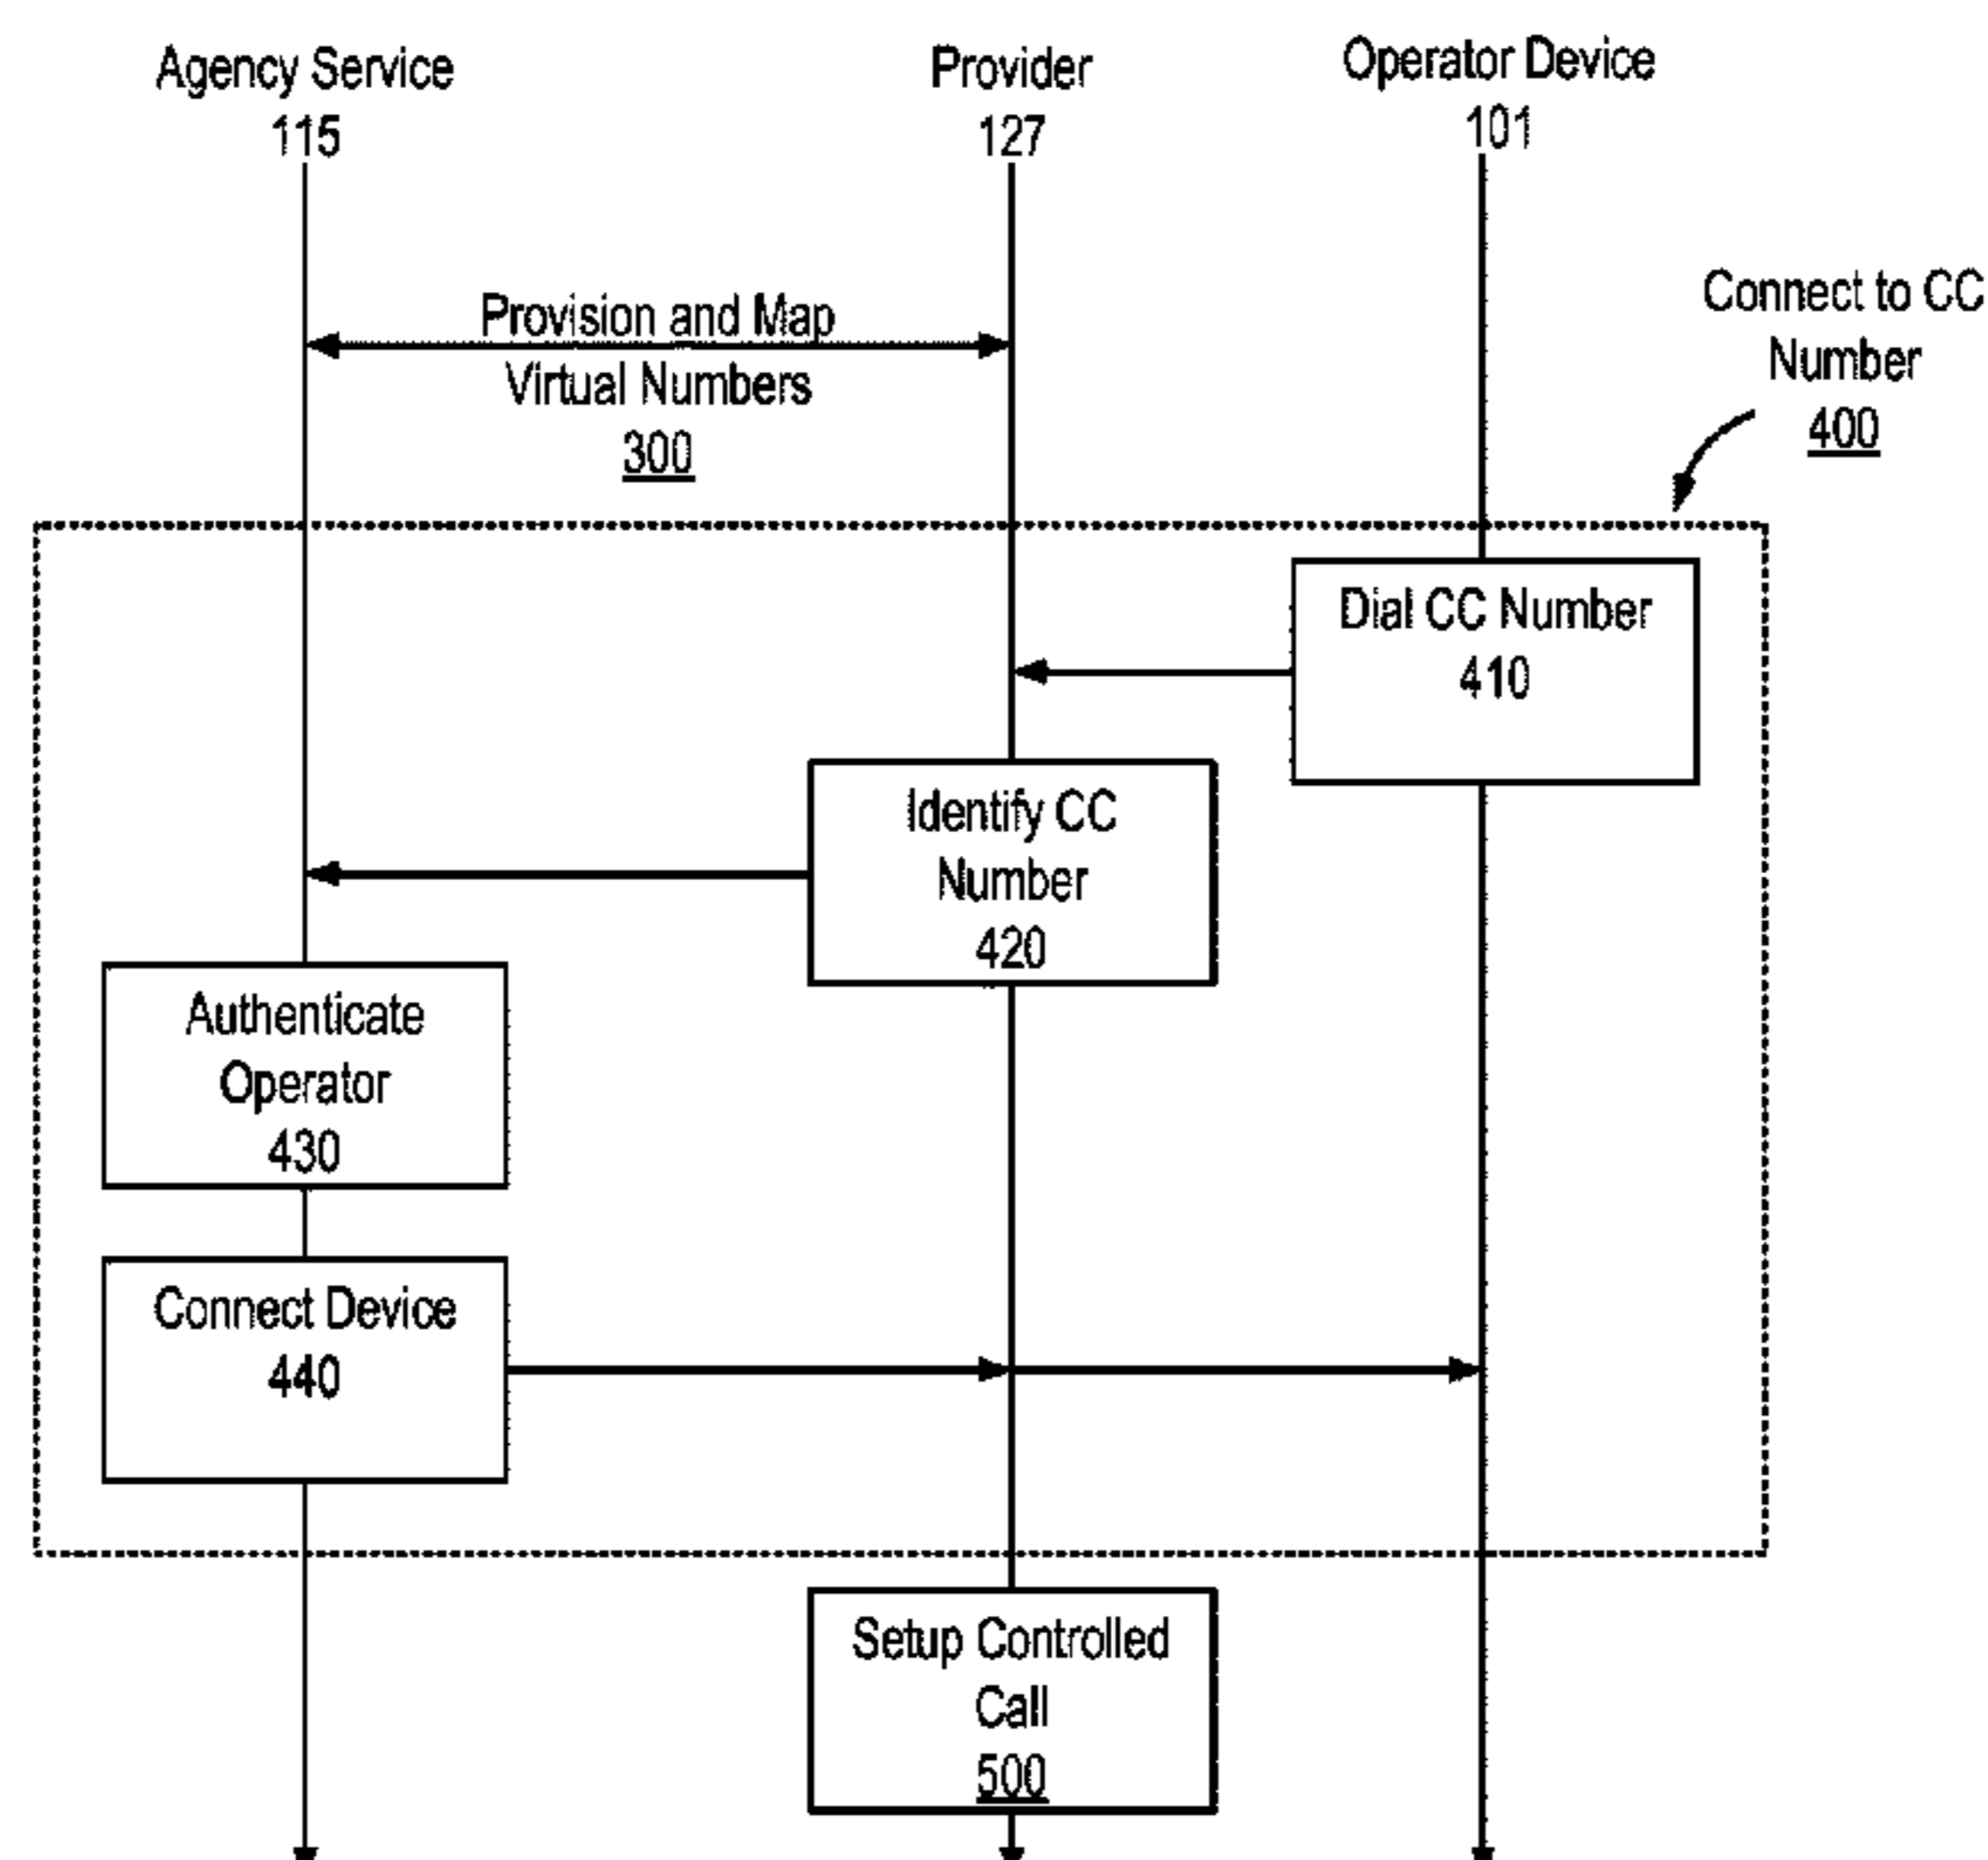 Agency Service
115
Provider
127
Operator Device
101
Provision and Map
Virtual Numbers
300
Connect to CC
Number
400
Dial CC Number
410
Identify CC
Number
420
Authenticate
Operator
430
Connect Device
440
Setup Controlled
Call
500